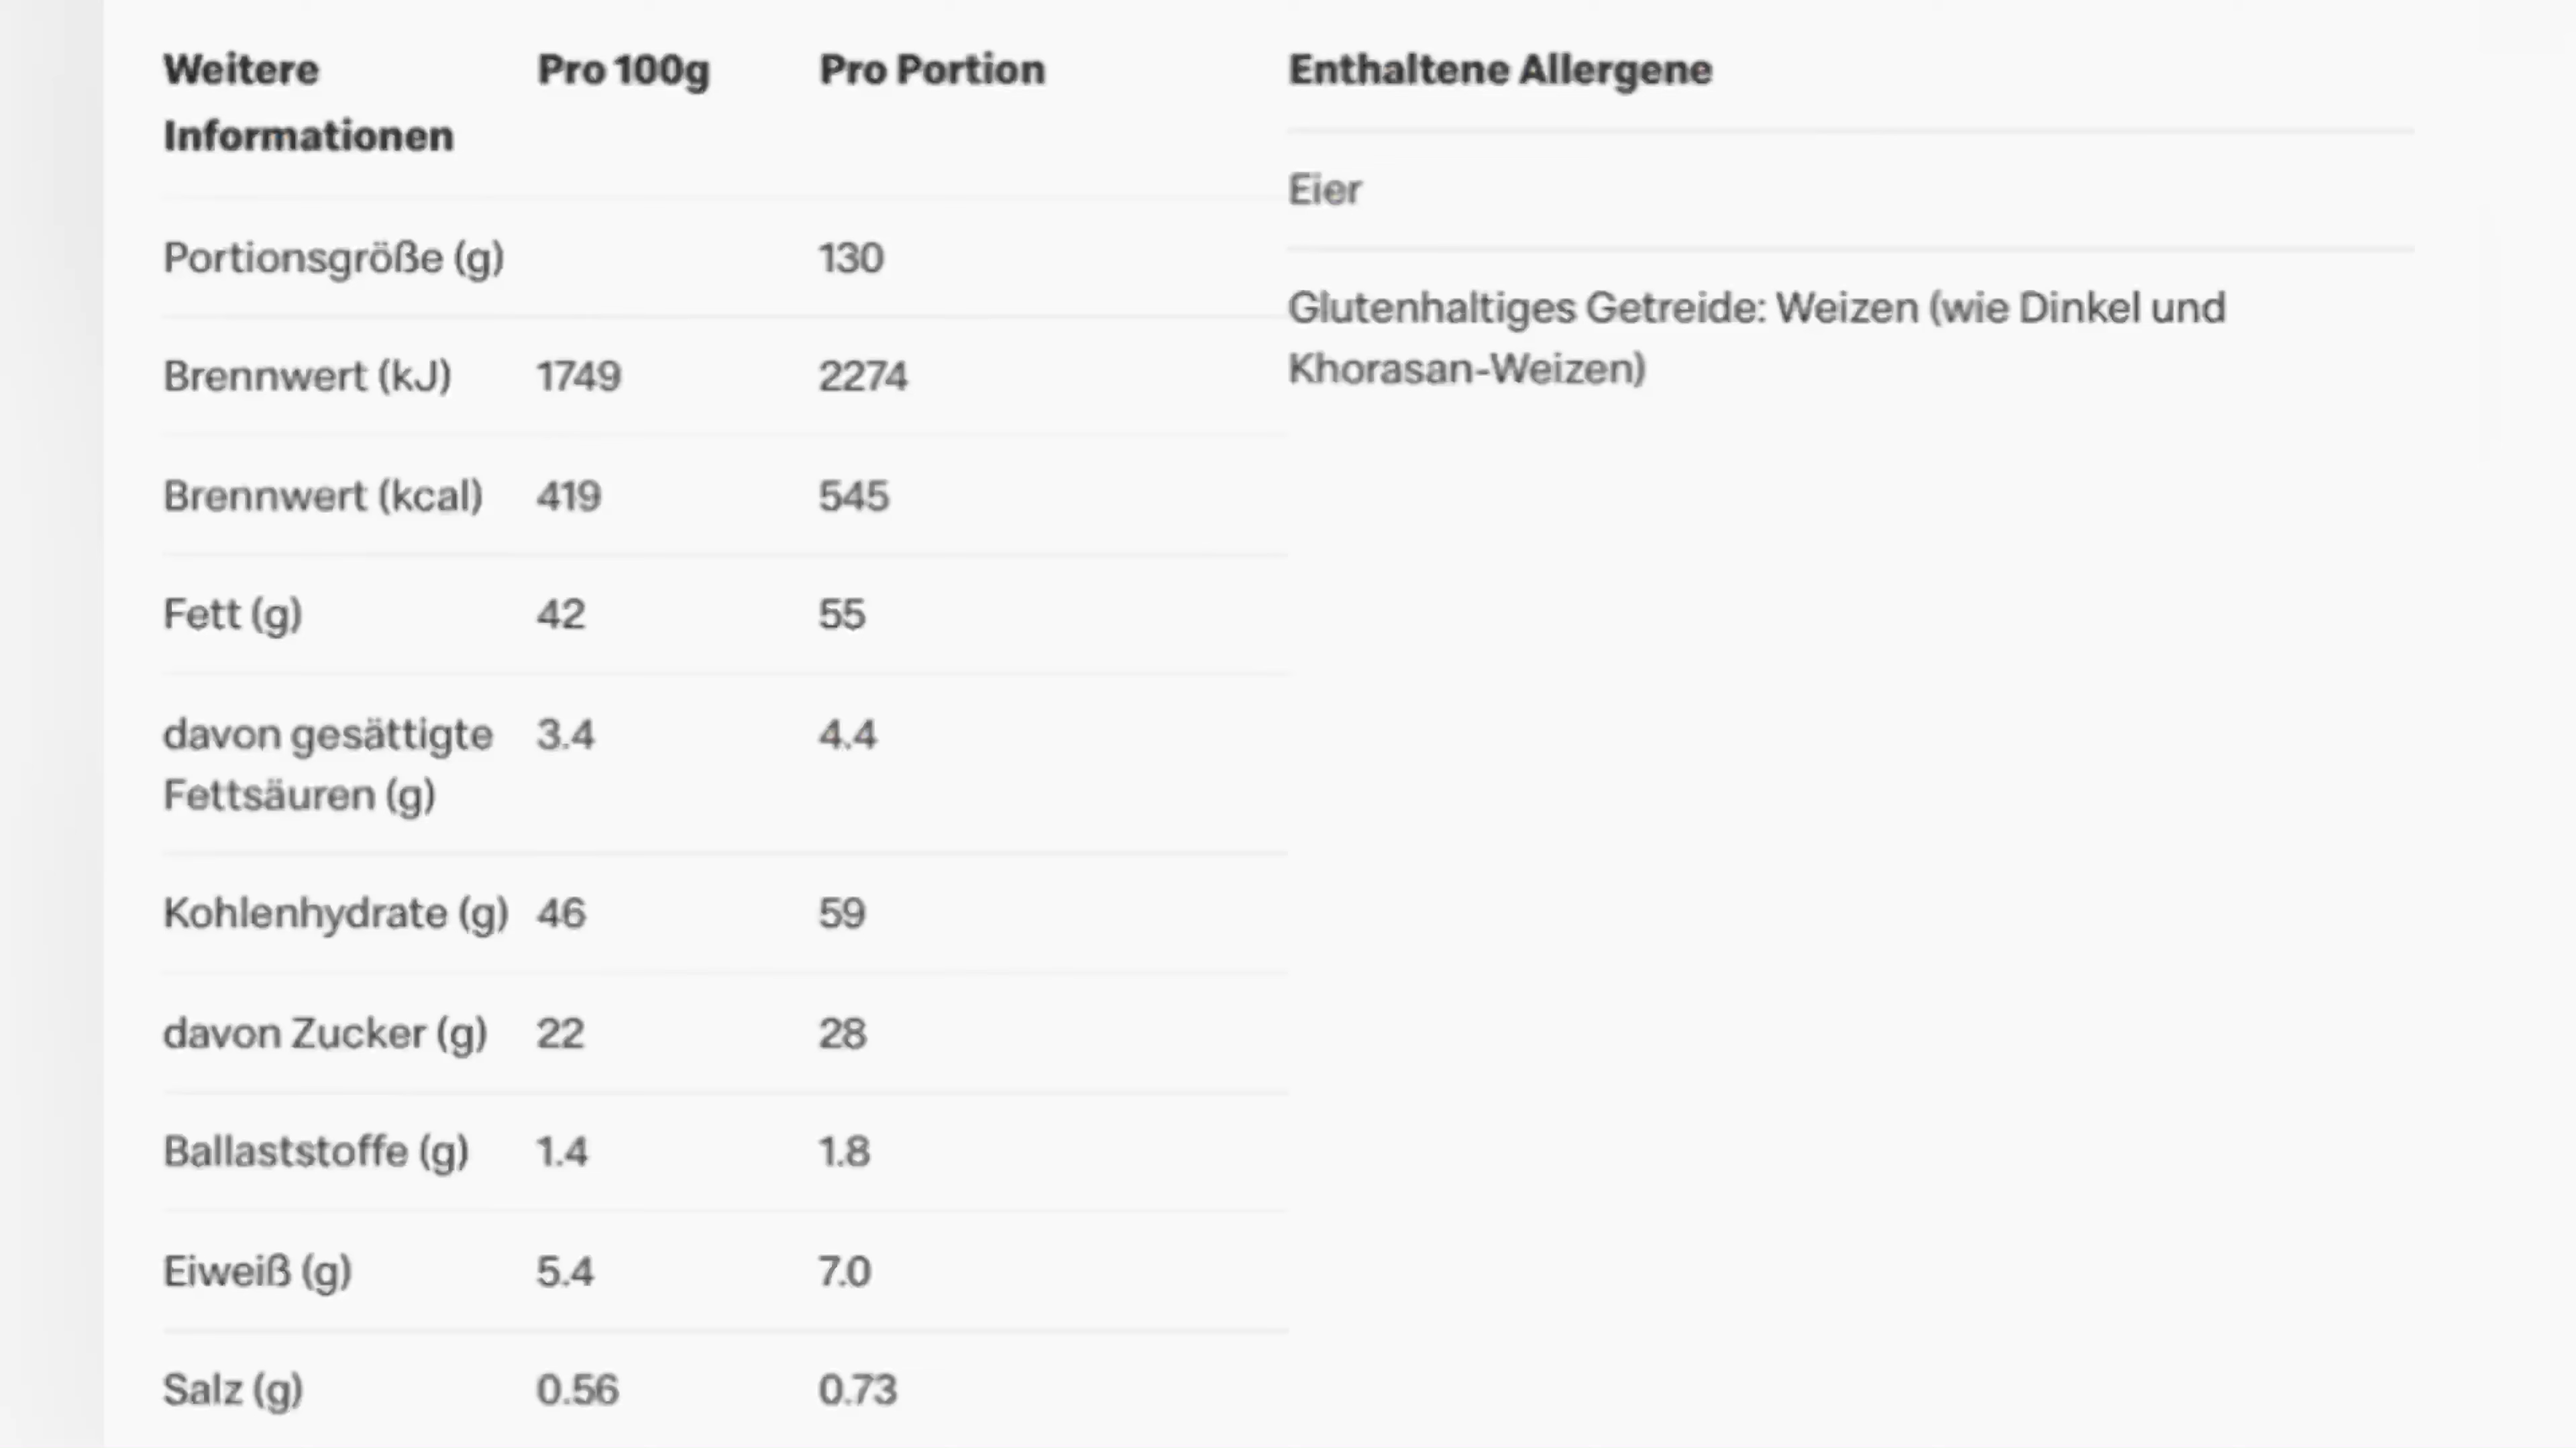 Weitere Informationen Pro 100g Pro Portion
Portionsgröße (g) 130
Brennwert (kJ) 1749 2274
Brennwert (kcal) 419 545
Fett (g) 42 55
davon gesättigte Fettsäuren (g) 3.4 4.4
Kohlenhydrate (g) 46 59
davon Zucker (g) 22 28
Ballaststoffe (g) 1.4 1.8
Eiweiß (g) 5.4 7.0
Salz (g) 0.56 0.73
Enthaltene Allergene
Eier
Glutenhaltiges Getreide: Weizen (wie Dinkel und
Khorasan-Weizen)